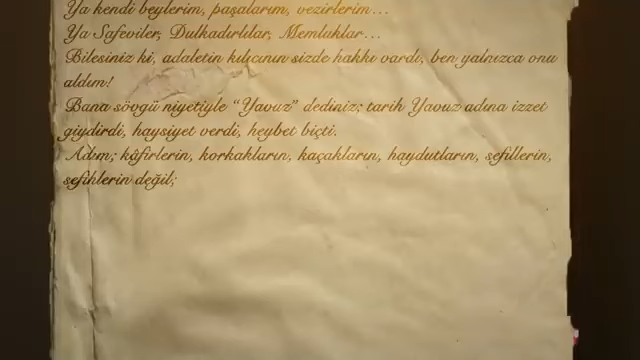 Ya kendi beylerim, paşalarım, vezirlerim...
Ya Safeviler, Dulkadırlılar, Memluklar...
Bilesiniz ki, adaletin kılıcının sizde hakkı vardı, ben yalnızca onu
aldım!
Bana sövgü niyetiyle “Yavuz” dediniz; tarih Yavuz adına izzet
giydirdi, haysiyet verdi, heybet biçti.
Adım; kâfirlerin, korkakların, kaçakların, haydutların, sefillerin,
sefihlerin değil;